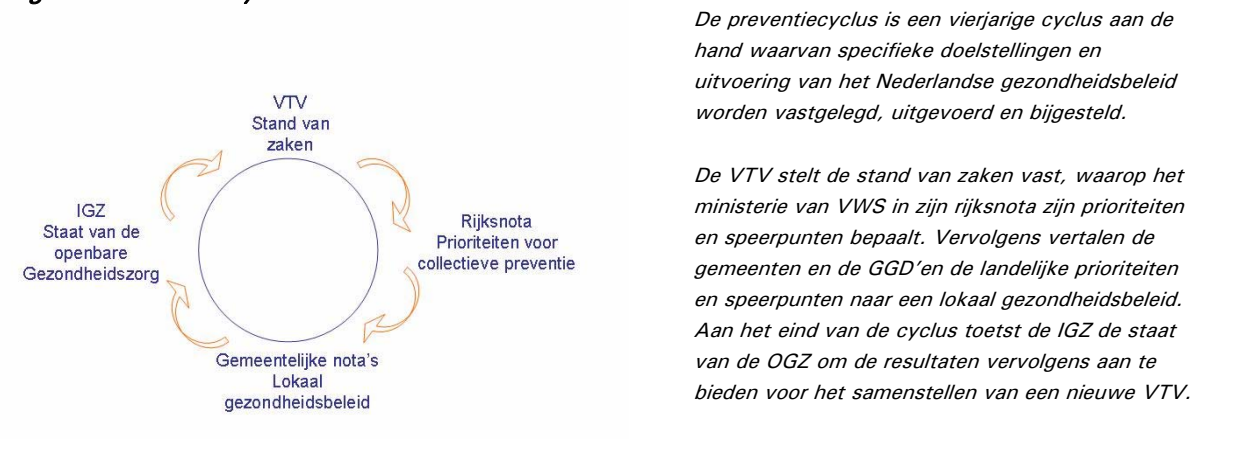 VTV
Stand van
zaken
IGZ
Staat van de
openbare
Gezondheidszorg
Rijksnota
Prioriteiten voor
collectieve preventie
Gemeentelijke nota's
Lokaal
gezondheidsbeleid
De preventiecyclus is een vierjarige cyclus aan de
hand waarvan specifieke doelstellingen en
uitvoering van het Nederlandse gezondheidsbeleid
worden vastgelegd, uitgevoerd en bijgesteld.
De VTV stelt de stand van zaken vast, waarop het
ministerie van VWS in zijn rijksnota zijn prioriteiten
en speerpunten bepaalt. Vervolgens vertalen de
gemeenten en de GGD'en de landelijke prioriteiten
en speerpunten naar een lokaal gezondheidsbeleid.
Aan het eind van de cyclus toetst de IGZ de staat
van de OGZ om de resultaten vervolgens aan te
bieden voor het samenstellen van een nieuwe VTV.